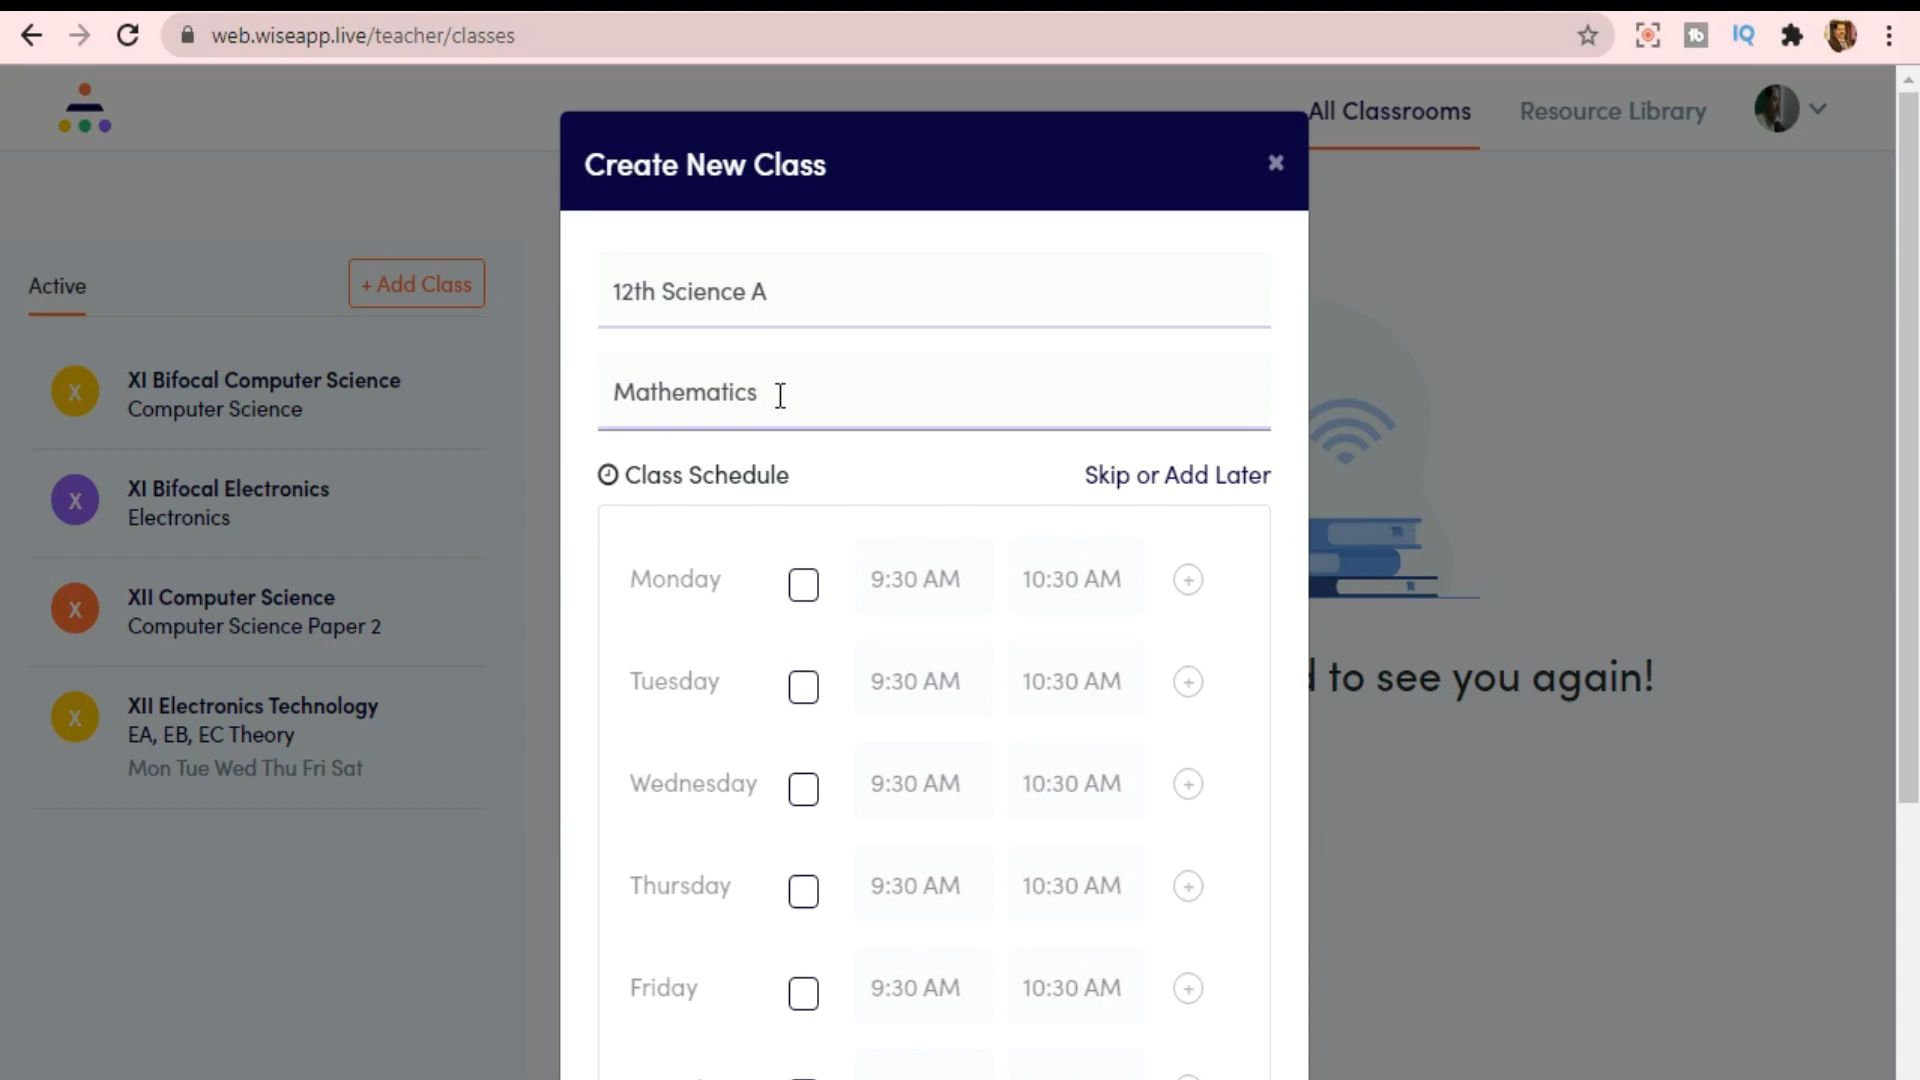 web.wiseapp.live/teacher/classes
tb
IQ
All Classrooms
Resource Library
Create New Class
Active
+ Add Class
X
XI Bifocal Computer Science
Computer Science
X
XI Bifocal Electronics
Electronics
X
XII Computer Science
Computer Science Paper 2
X
XII Electronics Technology
EA, EB, EC Theory
Mon Tue Wed Thu Fri Sat
12th Science A
Mathematics
Class Schedule
Skip or Add Later
Monday 9:30 AM 10:30 AM
Tuesday 9:30 AM 10:30 AM
Wednesday 9:30 AM 10:30 AM
Thursday 9:30 AM 10:30 AM
Friday 9:30 AM 10:30 AM
to see you again!